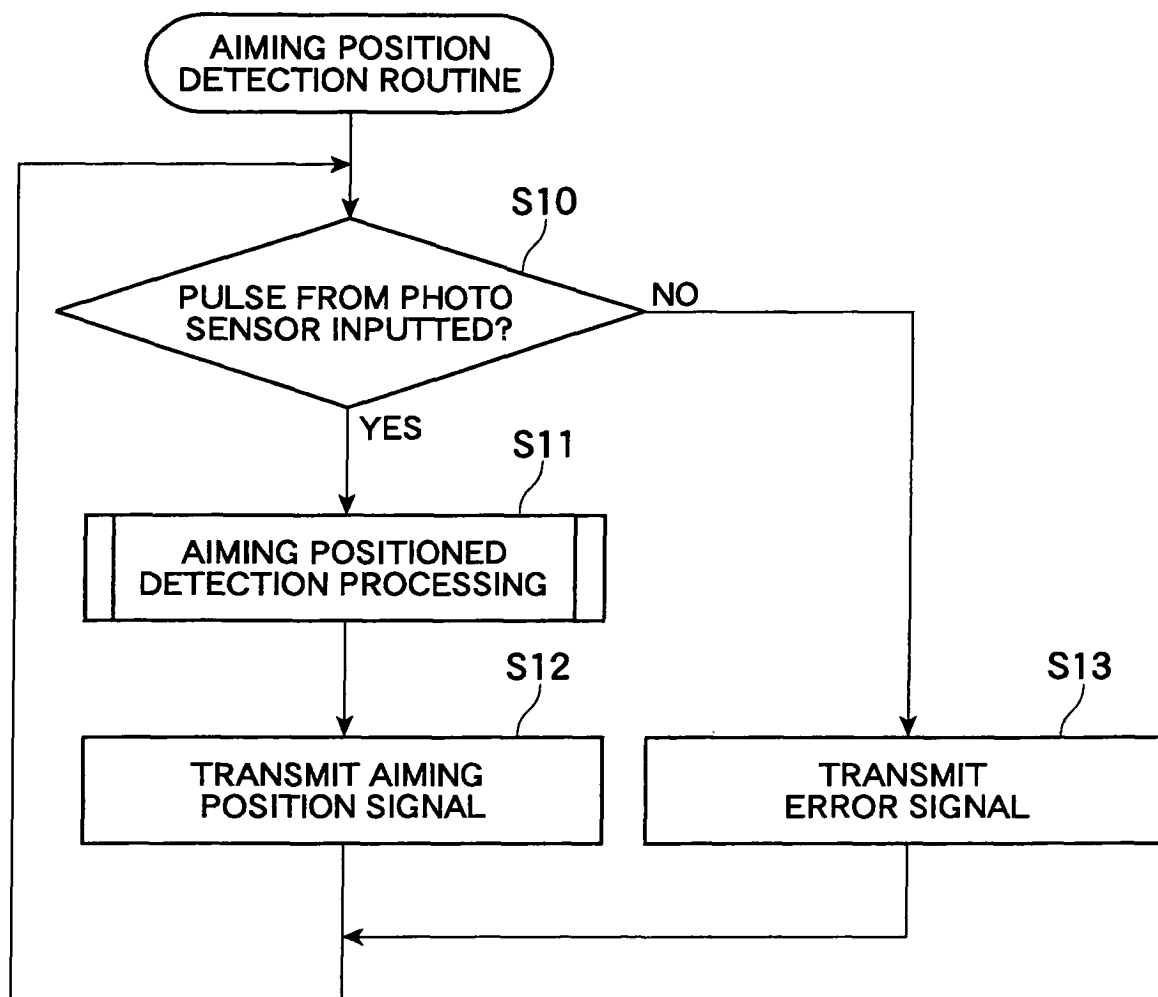 AIMING POSITION
DETECTION ROUTINE
S10
PULSE FROM PHOTO
SENSOR INPUTTED?
NO
YES
S11
AIMING POSITIONED
DETECTION PROCESSING
S12
TRANSMIT AIMING
POSITION SIGNAL
S13
TRANSMIT
ERROR SIGNAL